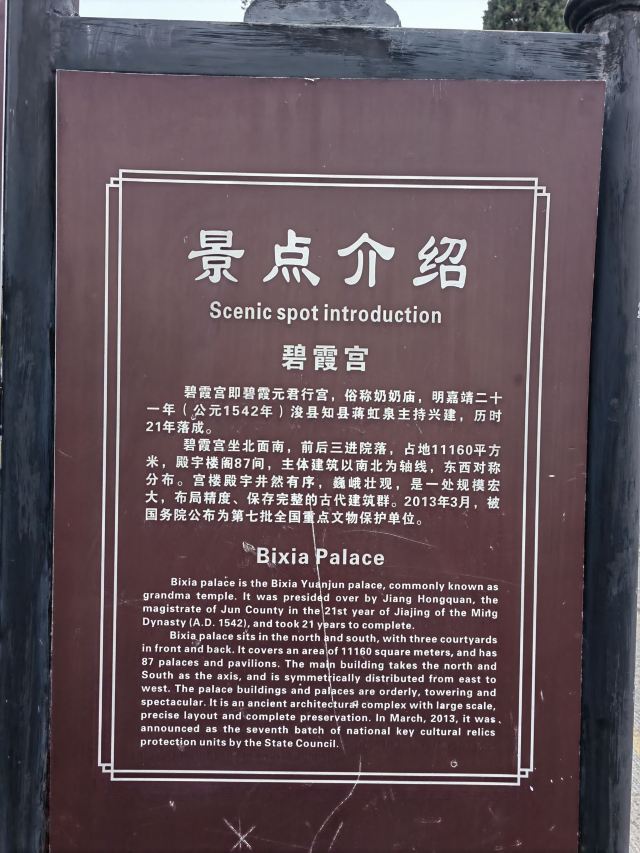 景点介绍
Scenic spot introduction
碧霞宫
碧霞宫即碧霞元君行宫，俗称奶奶庙，明嘉靖二十
一年（公元1542年）浚县知县蒋虹泉主持兴建，历时
21年落成。
碧霞宫坐北面南，前后三进院落，占地11160平方
米，殿宇楼阁87间，主体建筑以南北为轴线，东西对称
分布。宫楼殿宇井然有序，巍峨壮观，是一处规模宏
大，布局精度、保存完整的古代建筑群。2013年3月，被
国务院公布为第七批全国重点文物保护单位。
Bixia Palace
Bixia palace is the Bixia Yuanjun palace, commonly known as
grandma temple. It was presided over by Jiang Hongquan, the
magistrate of Jun County in the 21st year of Jiajing of the Ming
Dynasty (A.D. 1542), and took 21 years to complete.
Bixia palace sits in the north and south, with three courtyards
in front and back. It covers an area of 11160 square meters, and has
87 palaces and pavilions. The main building takes the north and
South as the axis, and is symmetrically distributed from east to
west. The palace buildings and palaces are orderly, towering and
spectacular. It is an ancient architectural complex with large scale,
precise layout and complete preservation. In March, 2013, it was
announced as the seventh batch of national key cultural relics
protection units by the State Council.